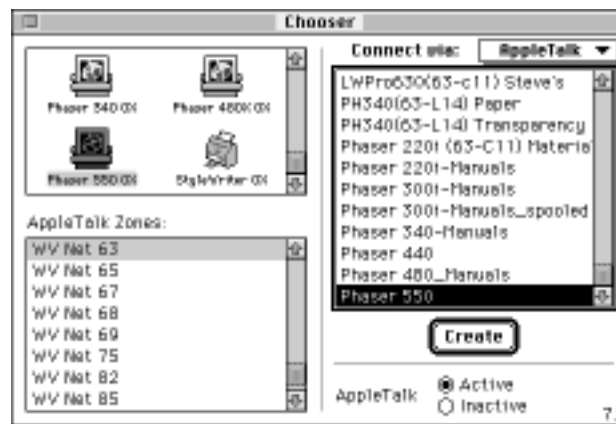 Chooser
Phaser 340 GX
Phaser 480X GX
Phaser 550 GX
StyleWriter GX
AppleTalk Zones:
WV Net 63
WV Net 65
WV Net 67
WV Net 68
WV Net 69
WV Net 75
WV Net 82
WV Net 85
Connect via: AppleTalk
LWPro630(63-c11) Steve's
PH340(63-L14) Paper
PH340(63-L14) Transparency
Phaser 220i (63-C11) Materia
Phaser 220i-Manuals
Phaser 300i-Manuals
Phaser 300i-Manuals_spooled
Phaser 340-Manuals
Phaser 440
Phaser 480_Manuals
Phaser 550
Create
AppleTalk
Active
Inactive
7.